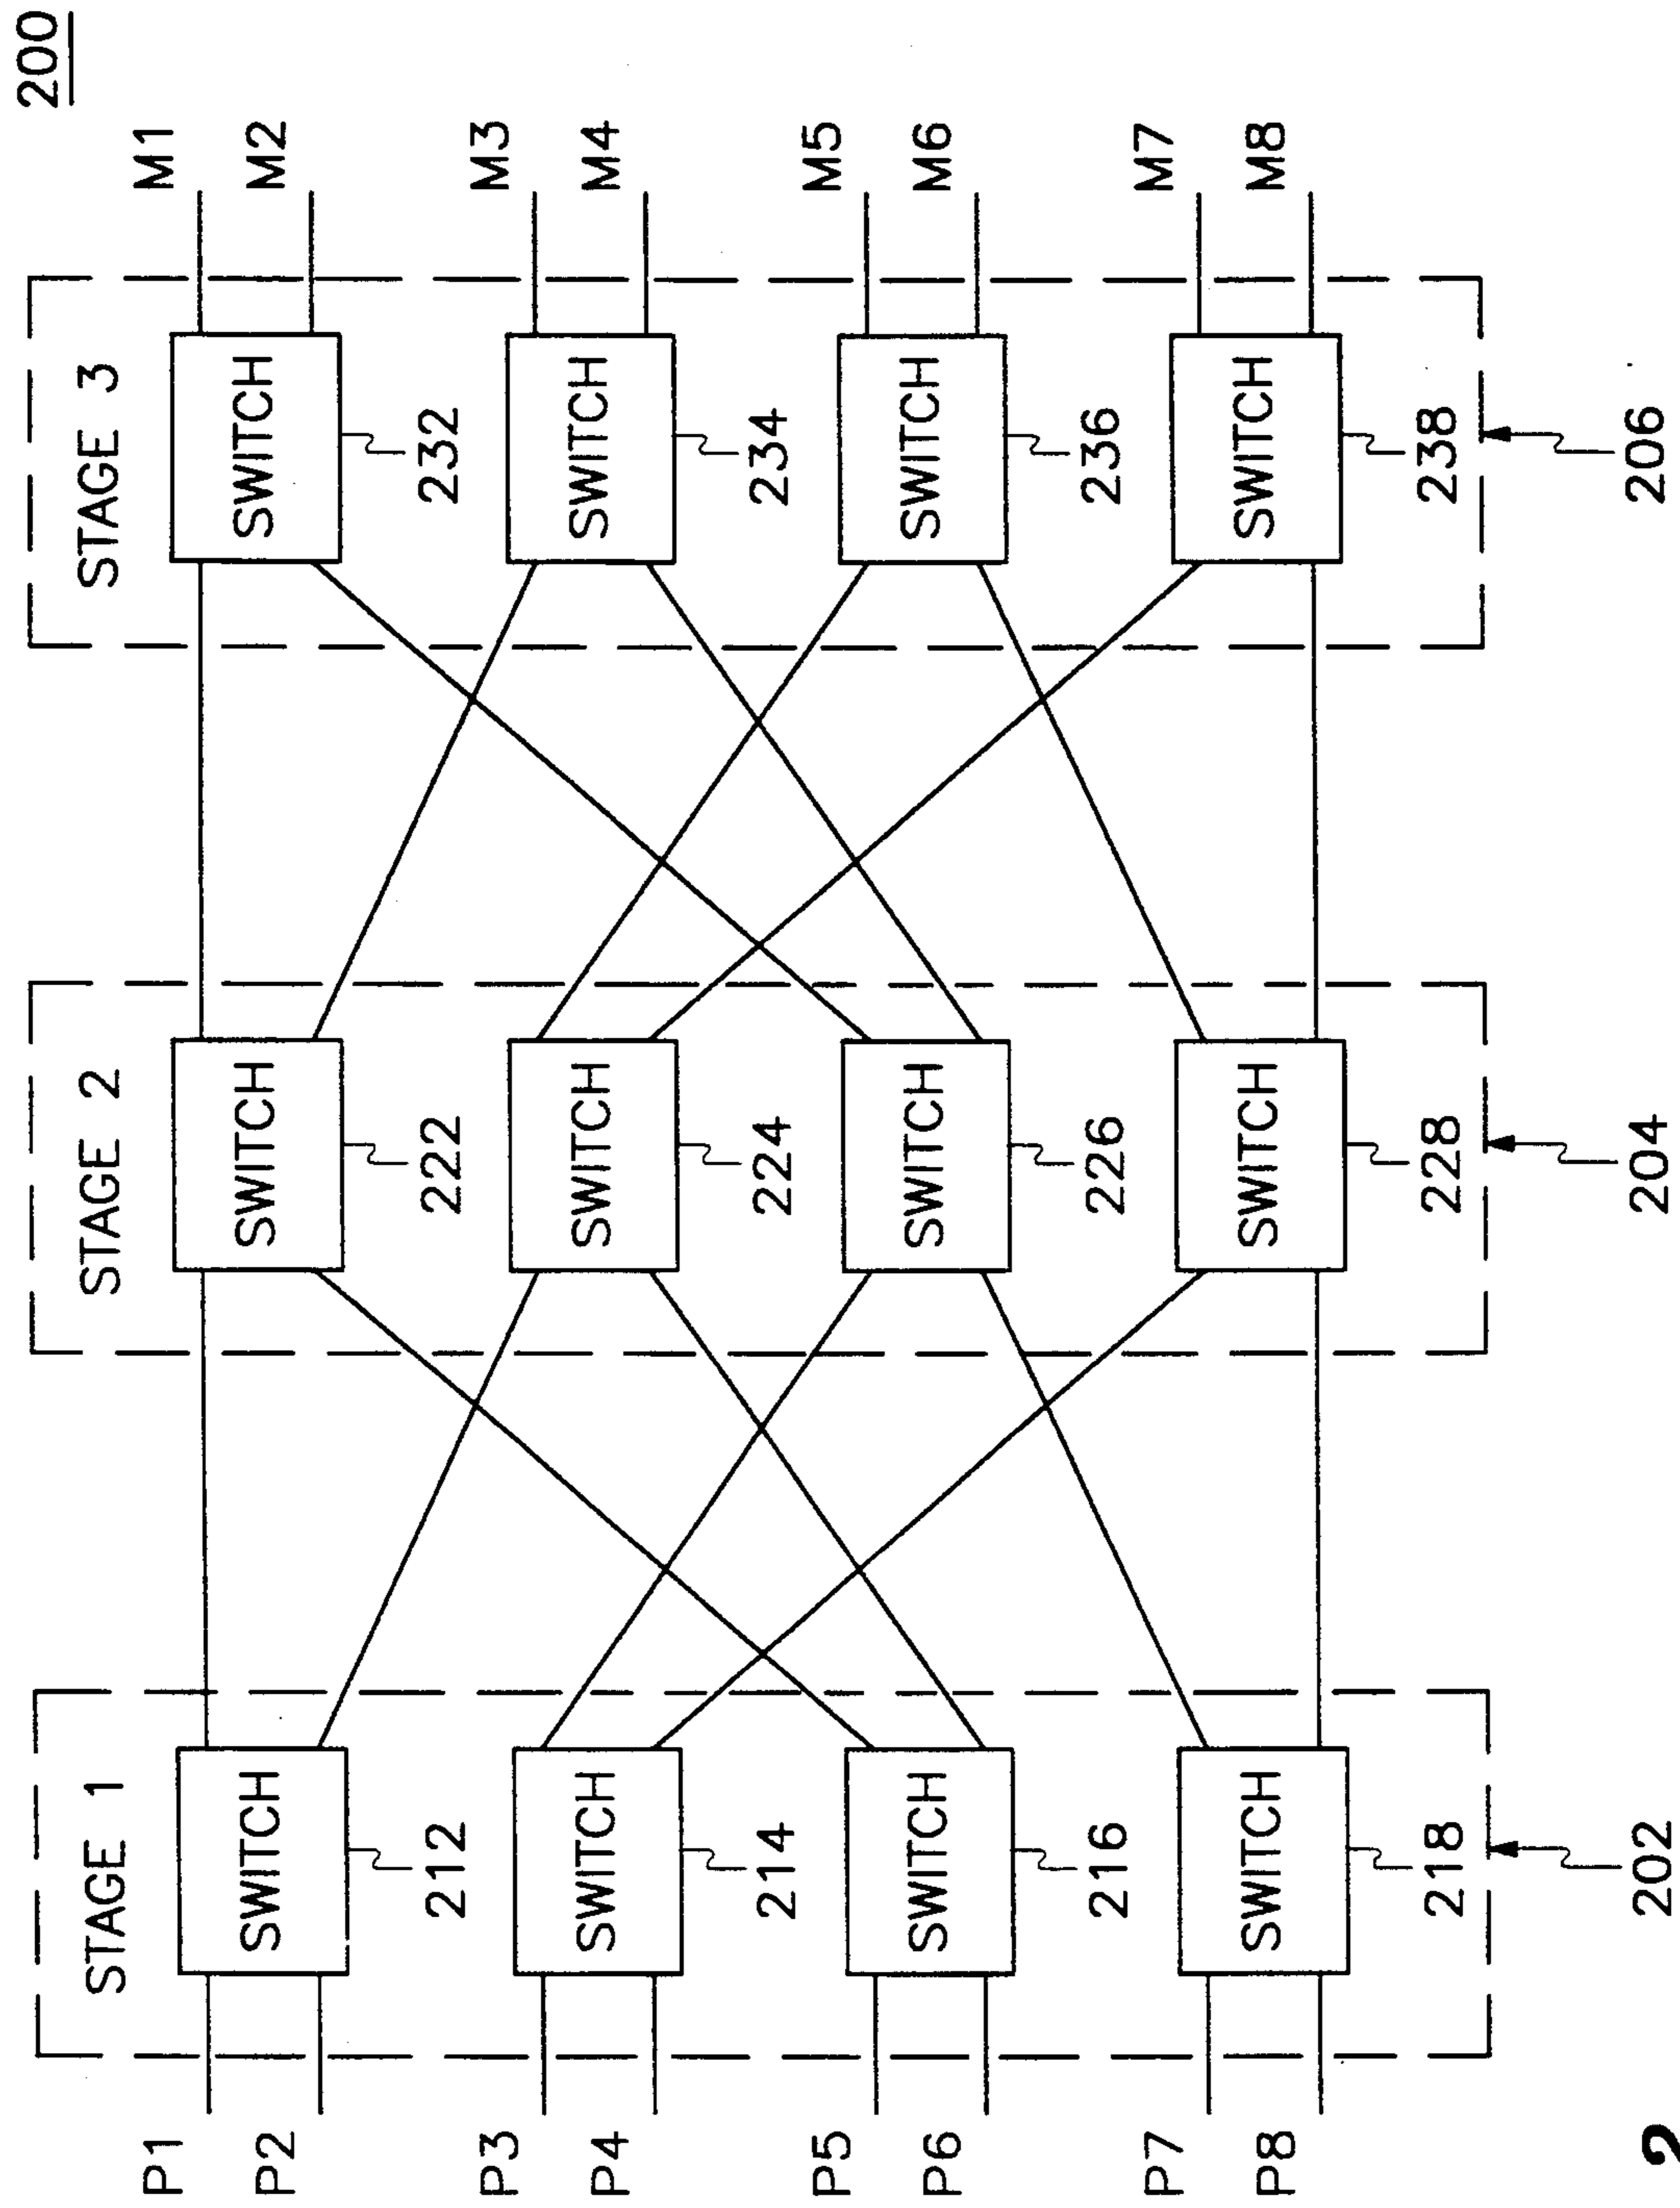 200
STAGE 1
STAGE 2
STAGE 3
P1
SWITCH
SWITCH
SWITCH
M1
P2
M2
212
222
232
P3
SWITCH
SWITCH
SWITCH
M3
P4
M4
214
224
234
P5
SWITCH
SWITCH
SWITCH
M5
P6
M6
216
226
236
P7
SWITCH
SWITCH
SWITCH
M7
P8
M8
218
228
238
202
204
206
2